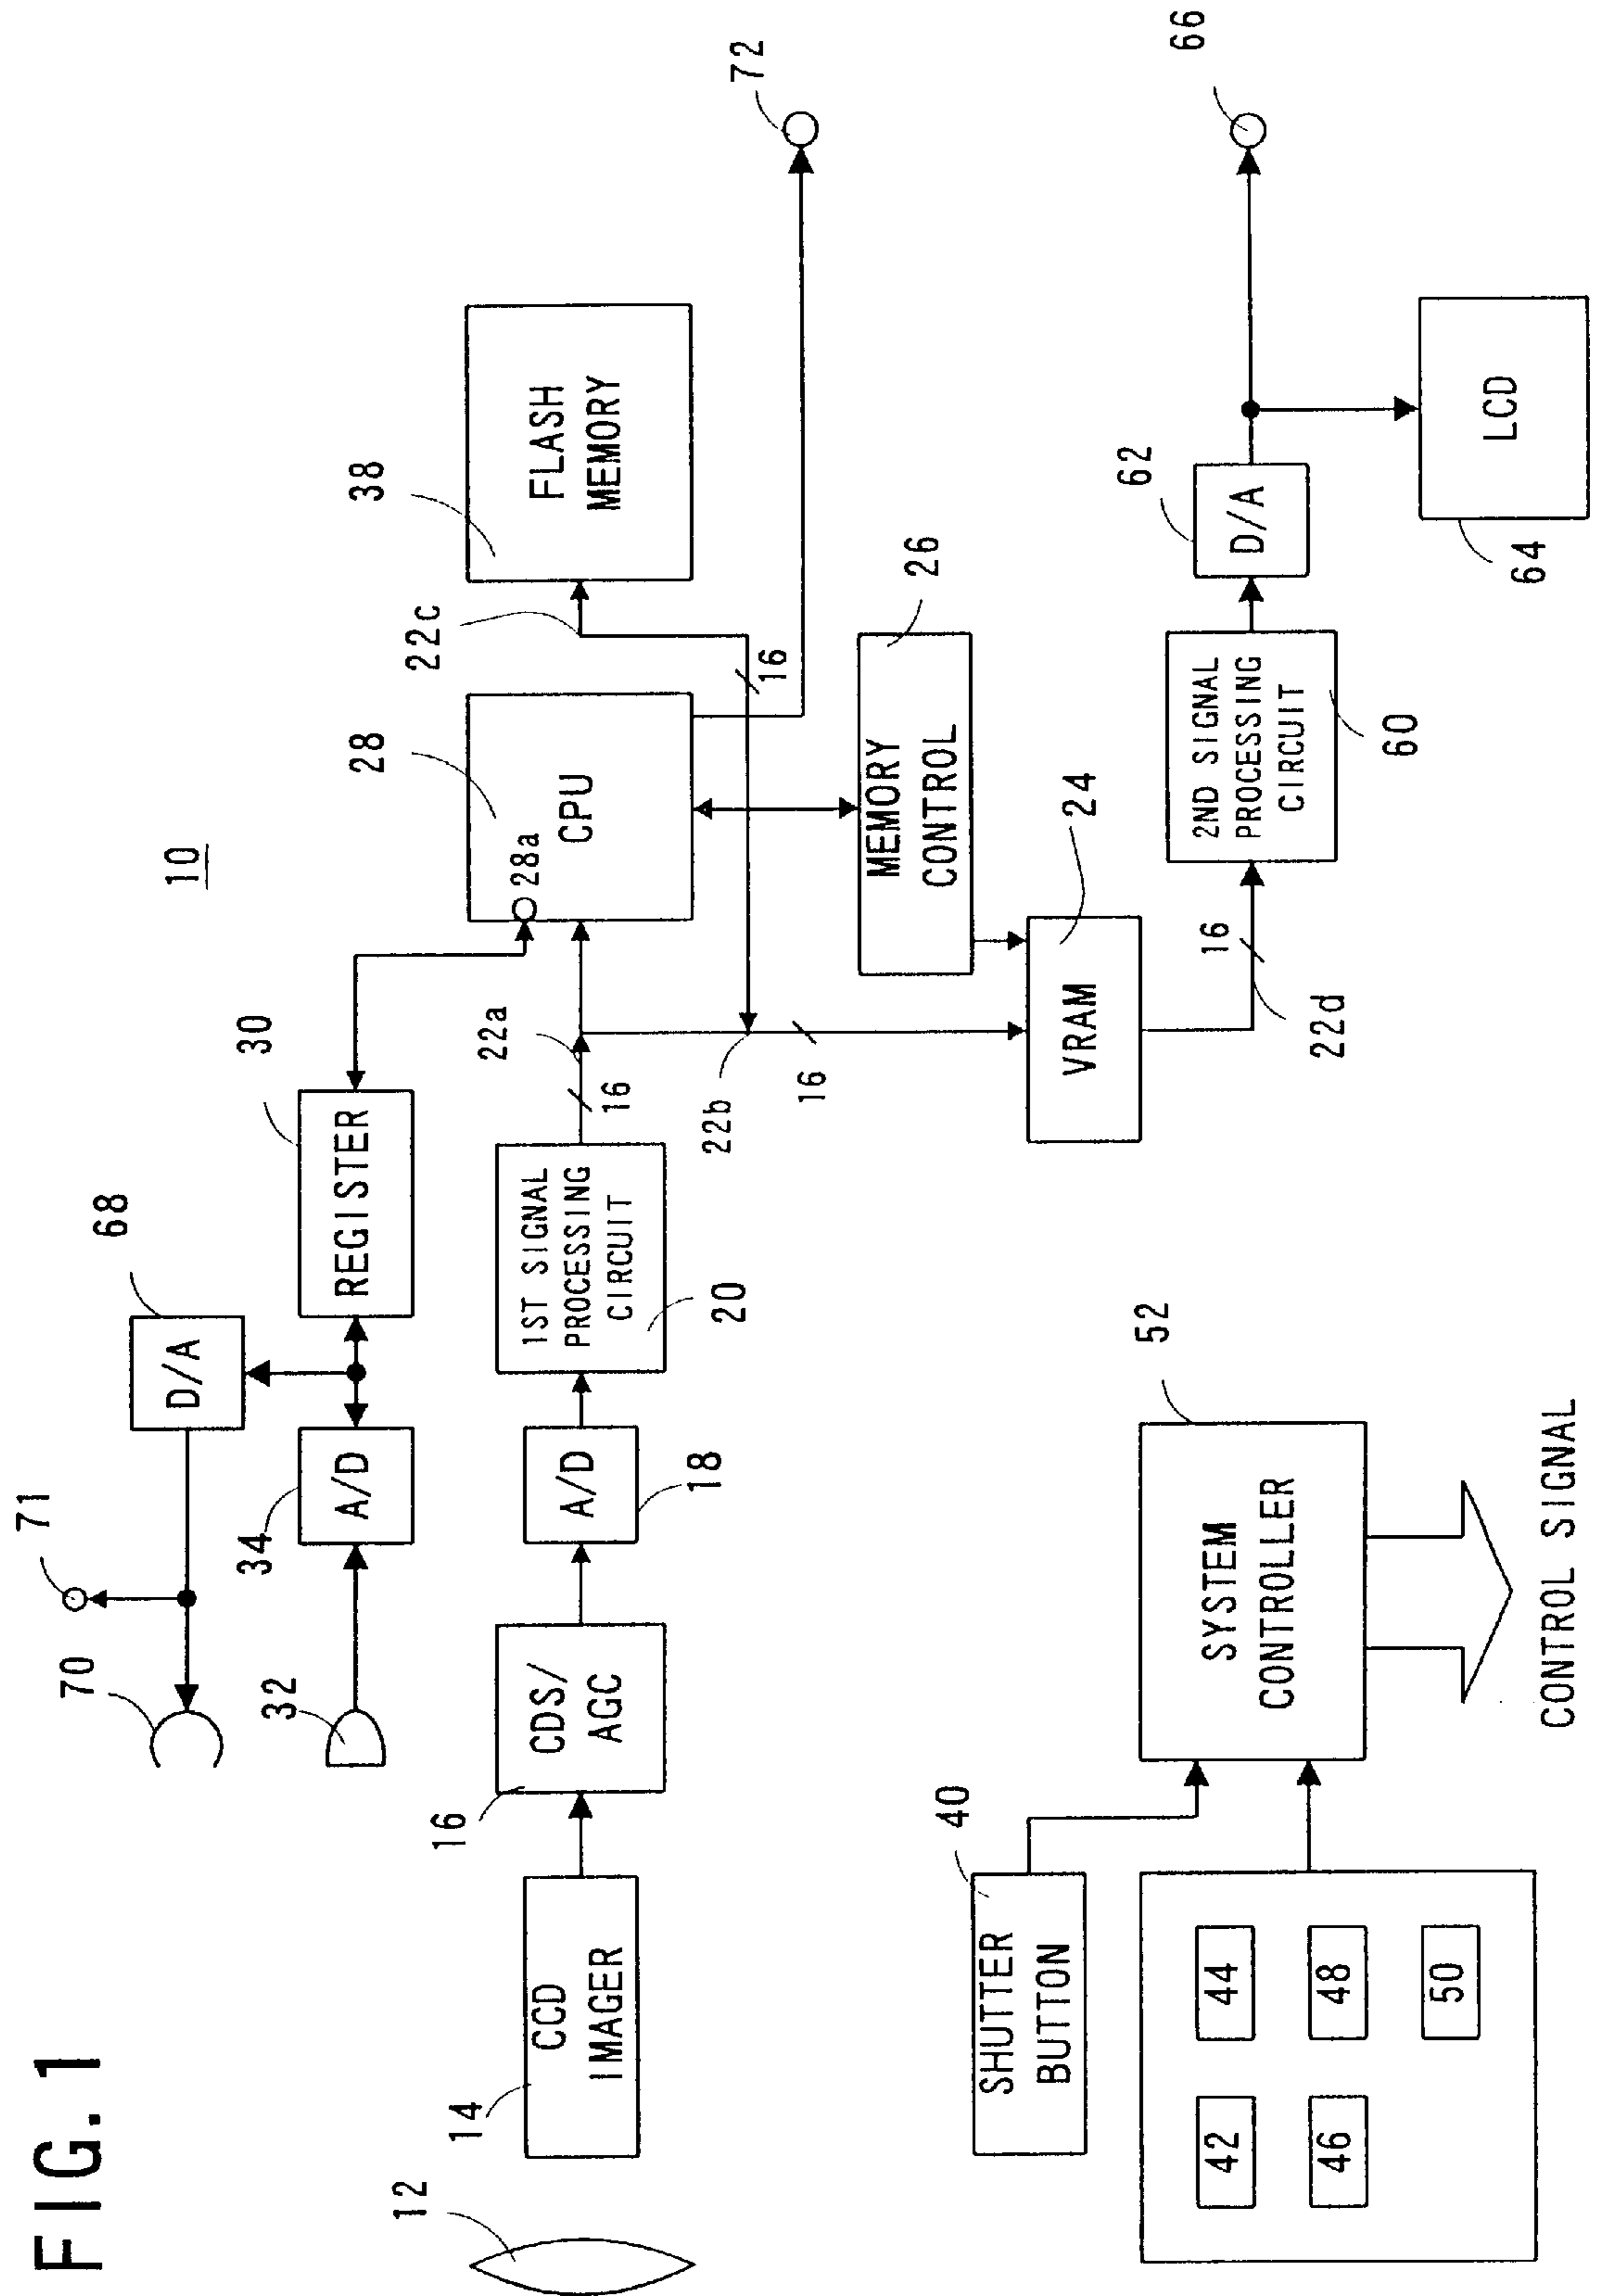 FIG. 1
10
12
14
CCD
IMAGER
16
CDS/
AGC
18
A/D
20
1ST SIGNAL
PROCESSING
CIRCUIT
22a
16
22b
16
22c
16
28
28a
CPU
38
FLASH
MEMORY
72
70
71
32
34
A/D
68
D/A
30
REGISTER
26
MEMORY
CONTROL
24
VRAM
16
22d
2ND SIGNAL
PROCESSING
CIRCUIT
60
62
D/A
66
LCD
64
40
SHUTTER
BUTTON
42
44
46
48
50
52
SYSTEM
CONTROLLER
CONTROL SIGNAL